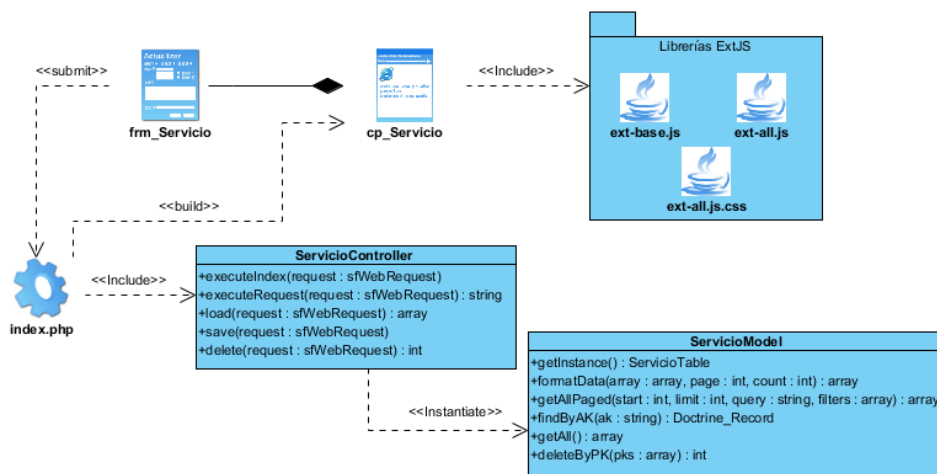 Librerías ExtJS
<<submit>>
<<Include>>
Actualizar
ext-base.js
ext-all.js
frm_Servicio
cp_Servicio
ext-all.js.css
<<build>>
ServicioController
<<Include>>
+executeIndex(request : sfWebRequest)
+executeRequest(request : sfWebRequest) : string
+load(request : sfWebRequest) : array
+save(request : sfWebRequest)
+delete(request : sfWebRequest) : int
index.php
ServicioModel
+getInstance() : ServicioTable
+formatData(array : array, page : int, count : int) : array
+getAllPaged(start : int, limit : int, query : string, filters : array) : array
+findByAK(ak : string) : Doctrine_Record
+getAll() : array
+deleteByPK(pks : array) : int
<<Instantiate>>